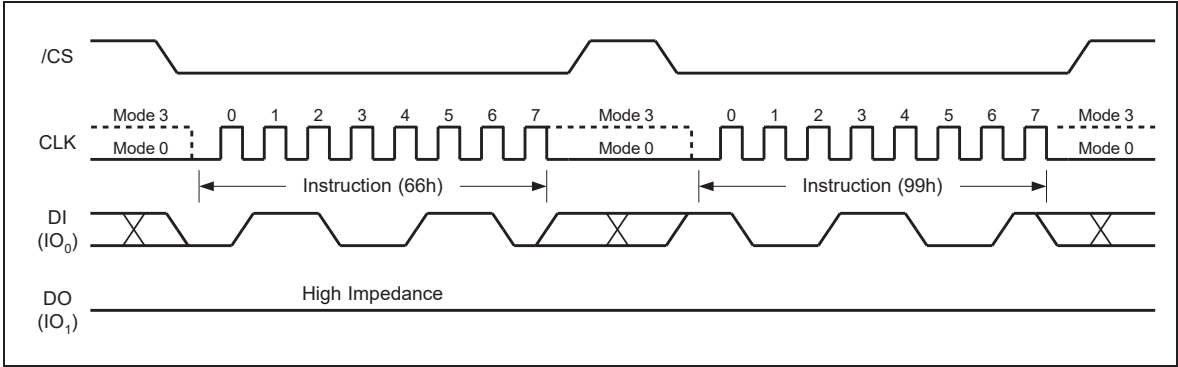 /CS
Mode 3 0 1 2 3 4 5 6 7 Mode 3 0 1 2 3 4 5 6 7 Mode 3
CLK
Mode 0 Mode 0 Mode 0
Instruction (66h) Instruction (99h)
DI
(IO0)
High Impedance
DO
(IO1)